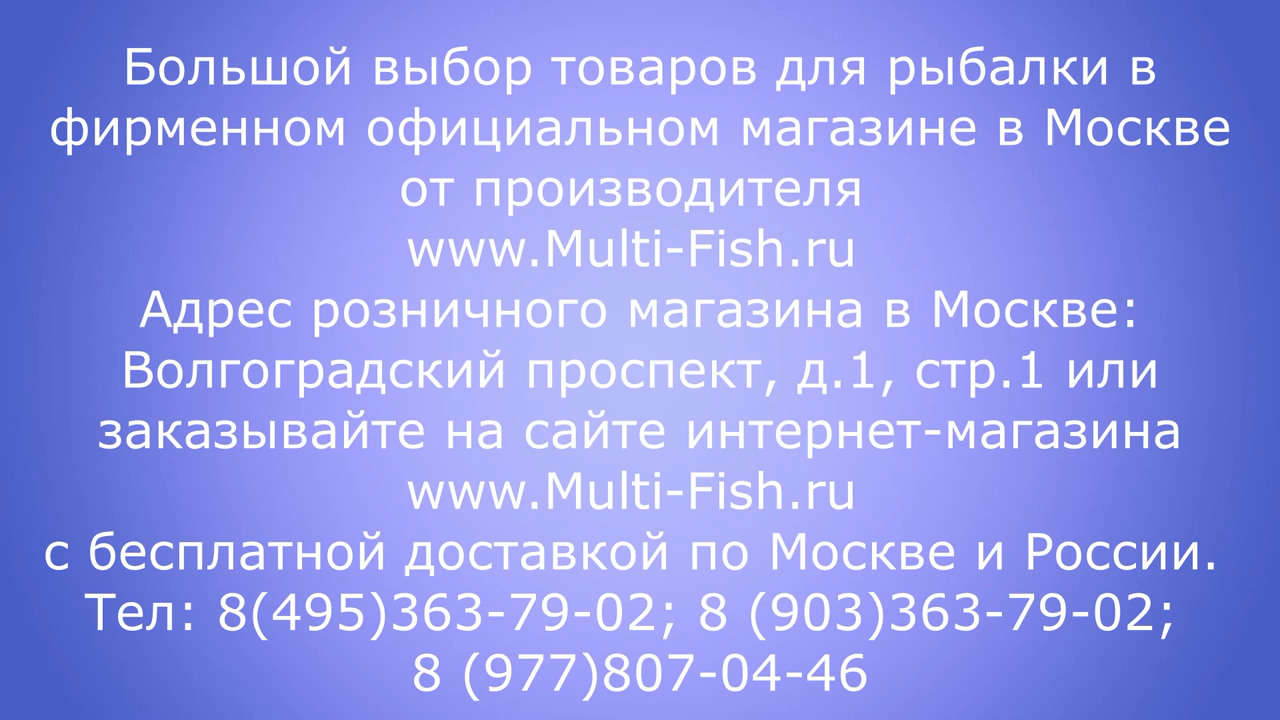 Большой выбор товаров для рыбалки в
фирменном официальном магазине в Москве
от производителя
www.Multi-Fish.ru
Адрес розничного магазина в Москве:
Волгоградский проспект, д.1, стр.1 или
заказывайте на сайте интернет-магазина
www.Multi-Fish.ru
с бесплатной доставкой по Москве и России.
Тел: 8(495)363-79-02; 8 (903)363-79-02;
8 (977)807-04-46